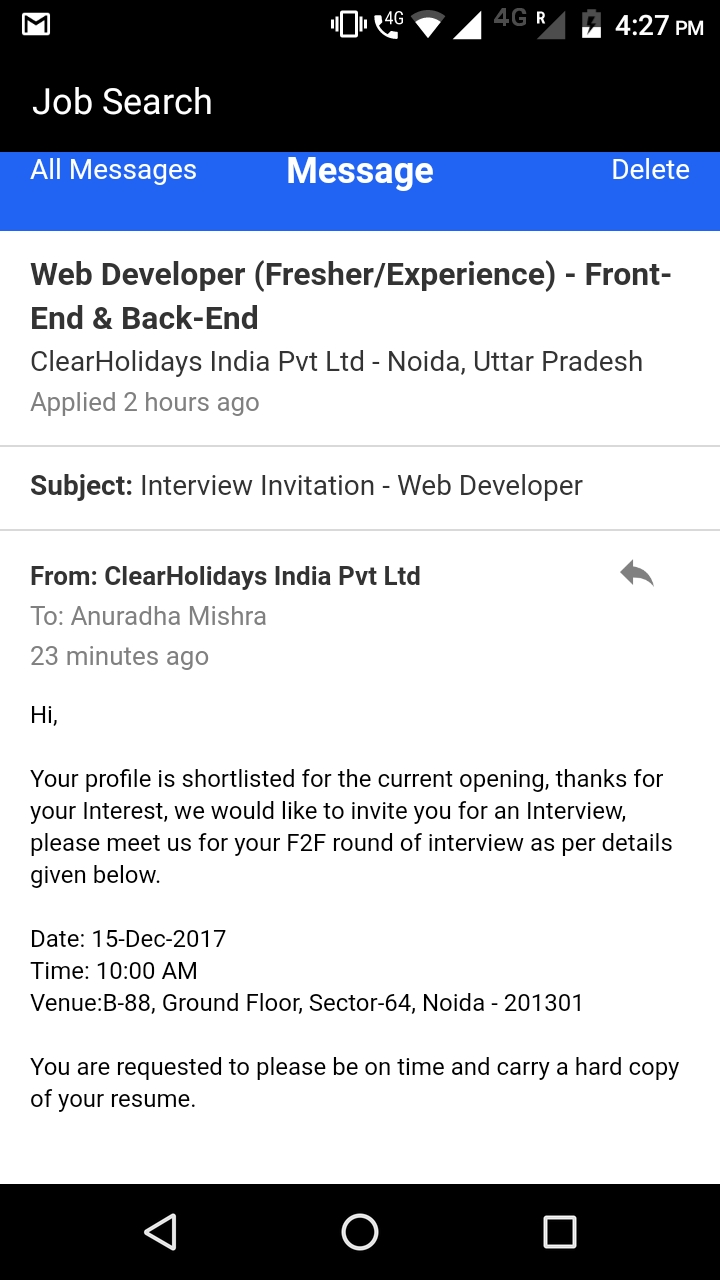 4G 4G R 4:27 PM
Job Search
All Messages Message Delete
Web Developer (Fresher/Experience) - Front-
End & Back-End
ClearHolidays India Pvt Ltd - Noida, Uttar Pradesh
Applied 2 hours ago
Subject: Interview Invitation - Web Developer
From: ClearHolidays India Pvt Ltd
To: Anuradha Mishra
23 minutes ago
Hi,
Your profile is shortlisted for the current opening, thanks for
your Interest, we would like to invite you for an Interview,
please meet us for your F2F round of interview as per details
given below.
Date: 15-Dec-2017
Time: 10:00 AM
Venue:B-88, Ground Floor, Sector-64, Noida - 201301
You are requested to please be on time and carry a hard copy
of your resume.